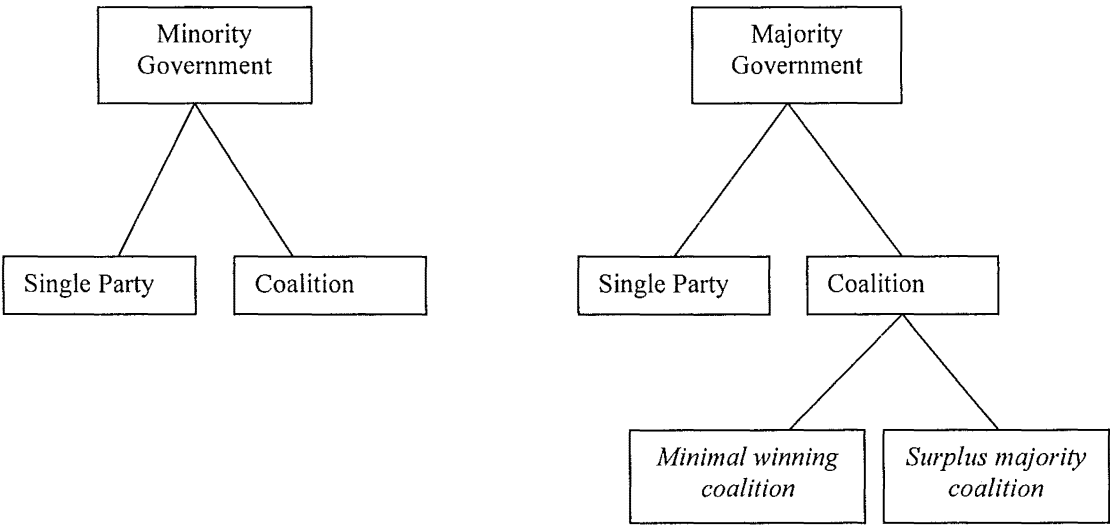 Minority
Government
Majority
Government
Single Party
Coalition
Single Party
Coalition
Minimal winning
coalition
Surplus majority
coalition